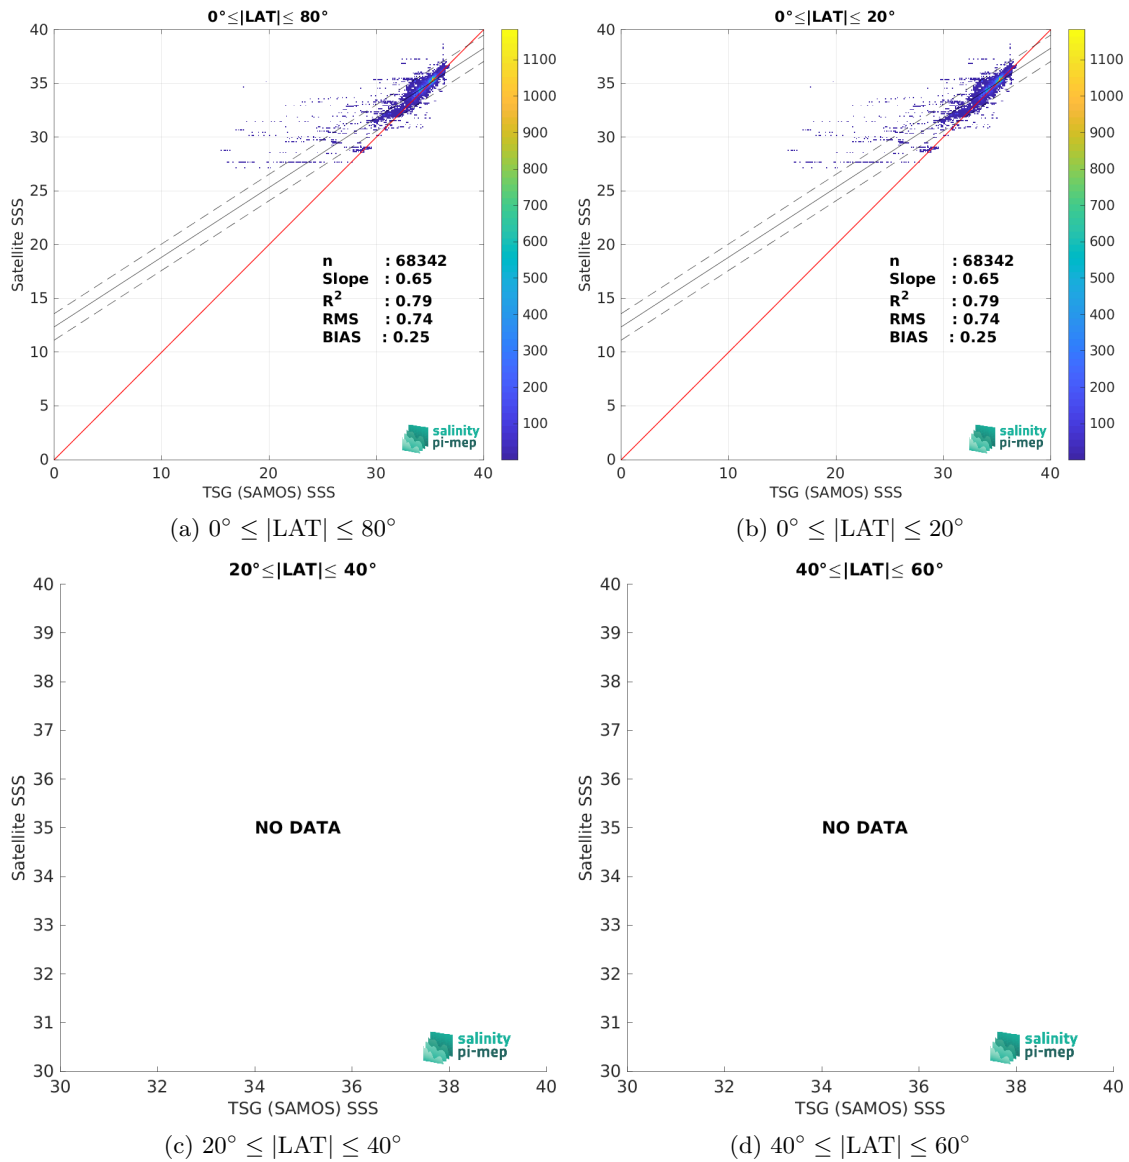 0°≤|LAT|≤ 80°
40
35
30
25
20
15
10
5
0
Satellite SSS
n : 68342
Slope : 0.65
R² : 0.79
RMS : 0.74
BIAS : 0.25
salinity
pi-mep
0 10 20 30 40
TSG (SAMOS) SSS
1100
1000
900
800
700
600
500
400
300
200
100
(a) 0° ≤ |LAT| ≤ 80°
0°≤|LAT|≤ 20°
40
35
30
25
20
15
10
5
0
Satellite SSS
n : 68342
Slope : 0.65
R² : 0.79
RMS : 0.74
BIAS : 0.25
salinity
pi-mep
0 10 20 30 40
TSG (SAMOS) SSS
1100
1000
900
800
700
600
500
400
300
200
100
(b) 0° ≤ |LAT| ≤ 20°
20°≤|LAT|≤ 40°
40
39
38
37
36
35
34
33
32
31
30
Satellite SSS
NO DATA
salinity
pi-mep
30 32 34 36 38 40
TSG (SAMOS) SSS
(c) 20° ≤ |LAT| ≤ 40°
40°≤|LAT|≤ 60°
40
39
38
37
36
35
34
33
32
31
30
Satellite SSS
NO DATA
salinity
pi-mep
30 32 34 36 38 40
TSG (SAMOS) SSS
(d) 40° ≤ |LAT| ≤ 60°